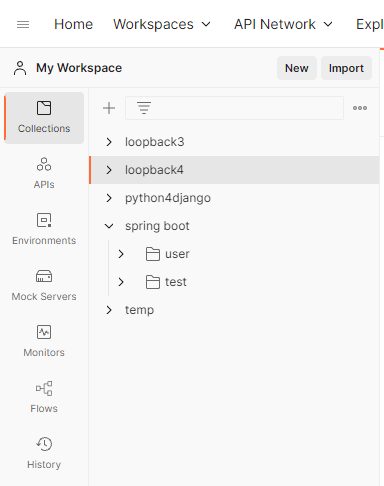 Home Workspaces API Network Expl
My Workspace New Import
Collections
APIs
Environments
Mock Servers
Monitors
Flows
History
loopback3
loopback4
python4django
spring boot
user
test
temp